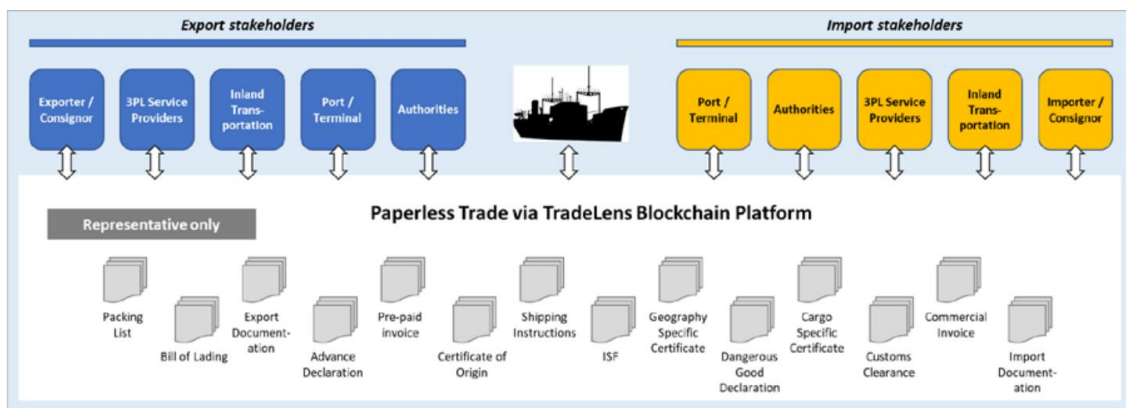 Export stakeholders
Import stakeholders
Exporter /
Consignor
3PL Service
Providers
Inland
Trans-
portation
Port /
Terminal
Authorities
Port /
Terminal
Authorities
3PL Service
Providers
Inland
Trans-
portation
Importer /
Consignor
Representative only
Paperless Trade via TradeLens Blockchain Platform
Packing
List
Bill of Lading
Export
Document-
ation
Advance
Declaration
Pre-paid
invoice
Certificate of
Origin
Shipping
Instructions
ISF
Geography
Specific
Certificate
Dangerous
Good
Declaration
Cargo
Specific
Certificate
Customs
Clearance
Commercial
Invoice
Import
Document-
ation